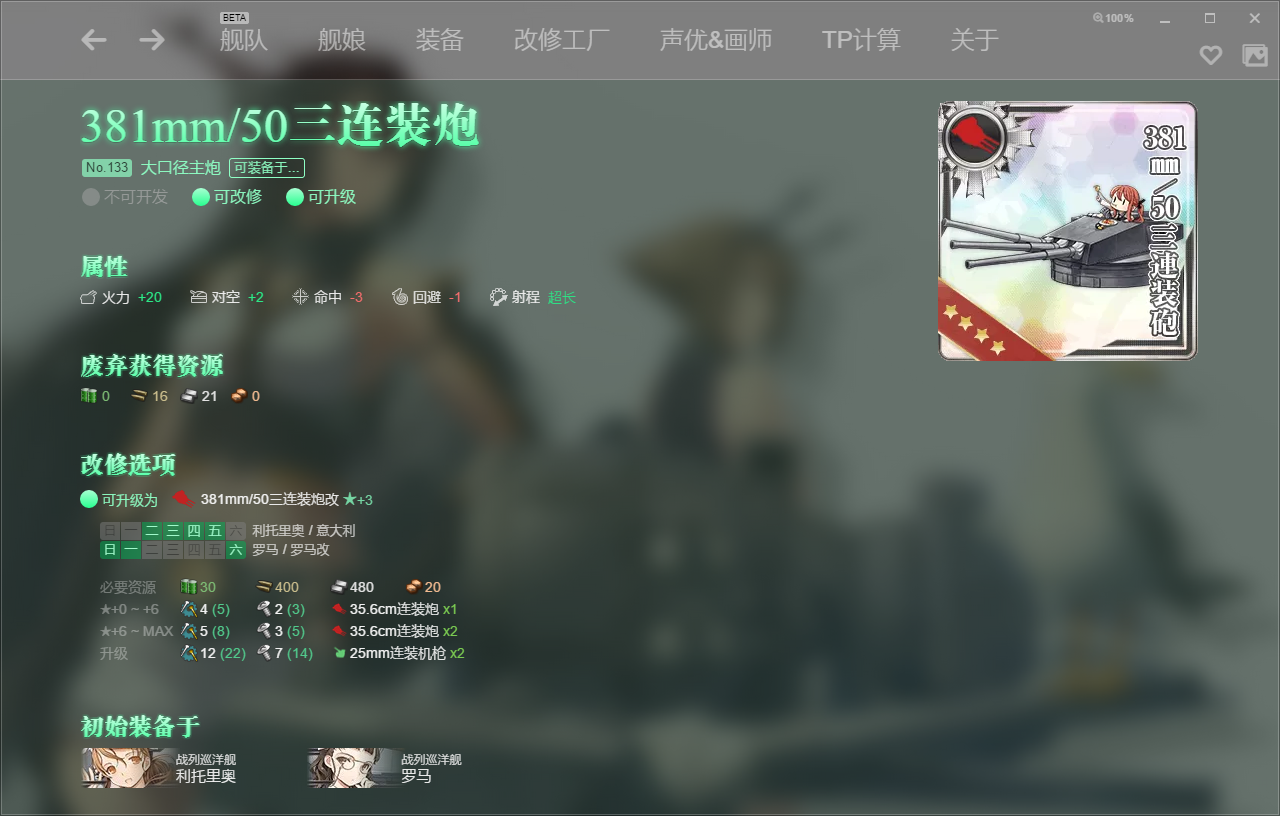 BETA
舰队 舰娘 装备 改修工厂 声优&画师 TP计算 关于
100%
381mm/50三连装炮
No.133 大口径主炮 可装备于...
不可开发 可改修 可升级
381mm/50三連装砲
属性
火力 +20 对空 +2 命中 -3 回避 -1 射程 超长
废弃获得资源
0 16 21 0
改修选项
可升级为 381mm/50三连装炮改 ★+3
日 一 二 三 四 五 六 利托里奥 / 意大利
日 一 二 三 四 五 六 罗马 / 罗马改
必要资源 30 400 480 20
★+0 ~ +6 4 (5) 2 (3) 35.6cm连装炮 x1
★+6 ~ MAX 5 (8) 3 (5) 35.6cm连装炮 x2
升级 12 (22) 7 (14) 25mm连装机枪 x2
初始装备于
战列巡洋舰 战列巡洋舰
利托里奥 罗马